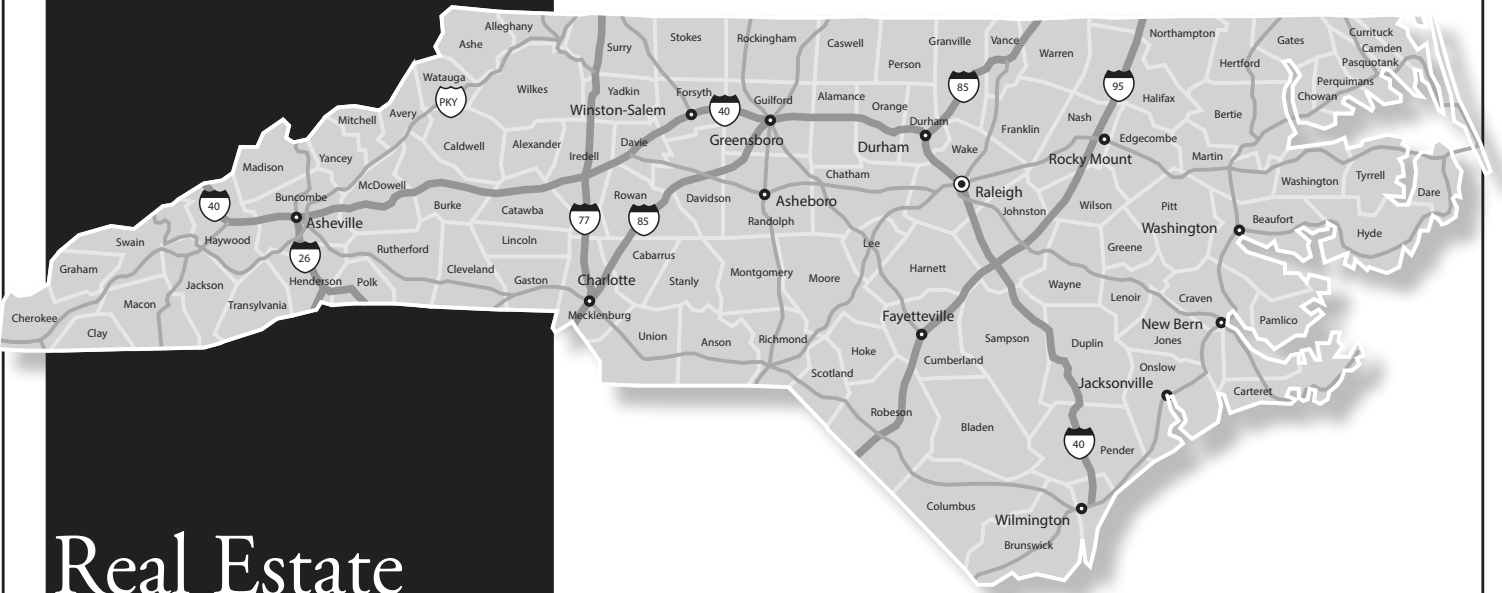 Alleghany
Ashe
Surry
Stokes
Rockingham
Caswell
Granville
Vance
Person
Warren
Northampton
Gates
Currituck
Camden
Pasquotank
Hertford
Perquimans
Chowan
Watauga
PKY
Wilkes
Yadkin
Forsyth
Winston-Salem
40
Guilford
Greensboro
Alamance
Orange
85
Durham
Durham
95
Halifax
Nash
Edgecombe
Rocky Mount
Bertie
Martin
Franklin
Wake
Avery
Mitchell
Caldwell
Alexander
Iredell
Davie
Madison
Yancey
McDowell
Buncombe
40
Asheville
26
Burke
Catawba
Rowan
77
85
Davidson
Asheboro
Randolph
Chatham
Raleigh
Johnston
Wilson
Pitt
Washington
Washington
Tyrrell
Dare
Beaufort
Hyde
Swain
Haywood
Graham
Jackson
Macon
Cherokee
Clay
Transylvania
Henderson
Polk
Rutherford
Cleveland
Lincoln
Gaston
Charlotte
Mecklenburg
Cabarrus
Stanly
Union
Anson
Montgomery
Richmond
Moore
Lee
Harnett
Fayetteville
Hoke
Cumberland
Scotland
Greene
Wayne
Lenoir
Craven
New Bern
Jones
Pamlico
Sampson
Duplin
Onslow
Jacksonville
Carteret
Robeson
Bladen
40
Pender
Columbus
Wilmington
Brunswick
Real Estate